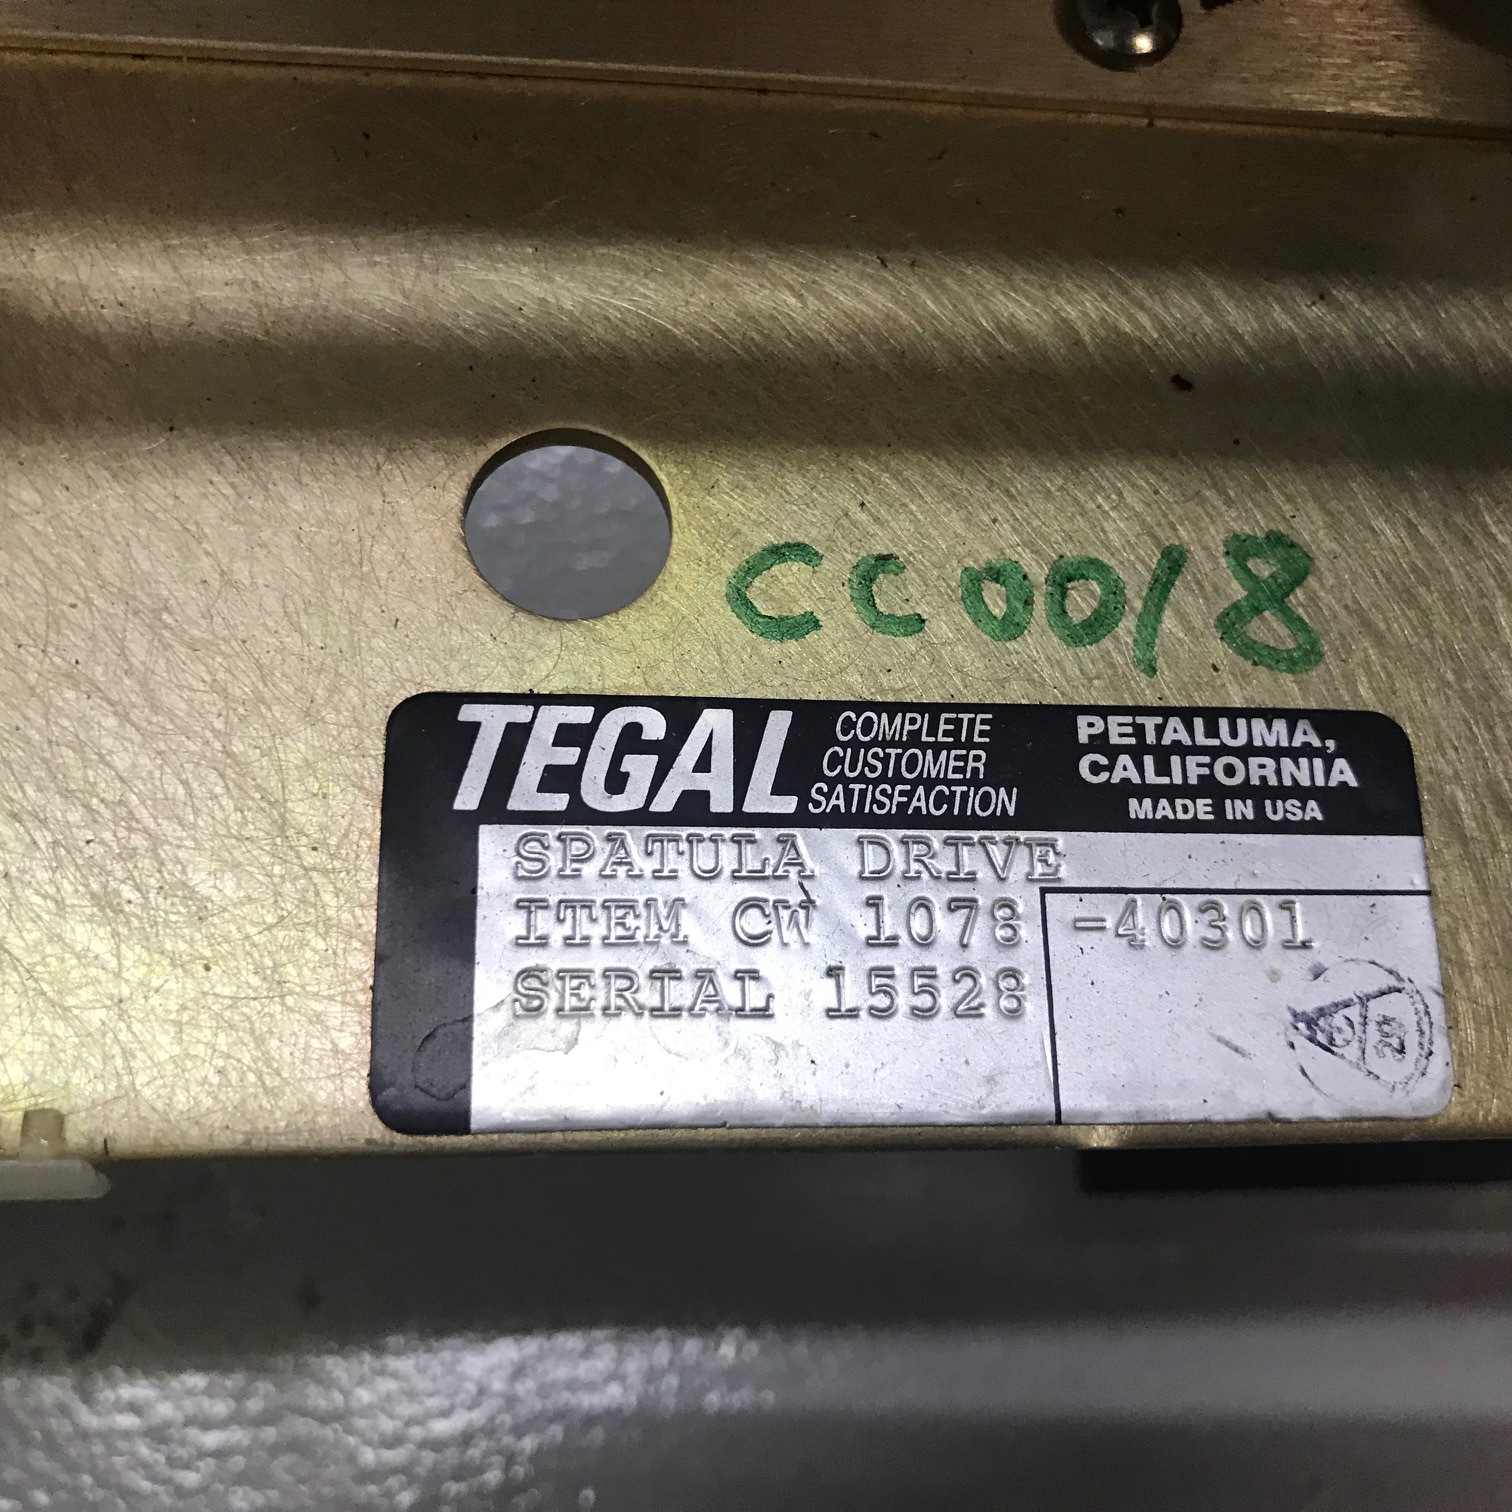 CC0018
TEGAL
COMPLETE
CUSTOMER
SATISFACTION
PETALUMA,
CALIFORNIA
MADE IN USA
SPATULA DRIVE
ITEM CW 1078 -40301
SERIAL 15528